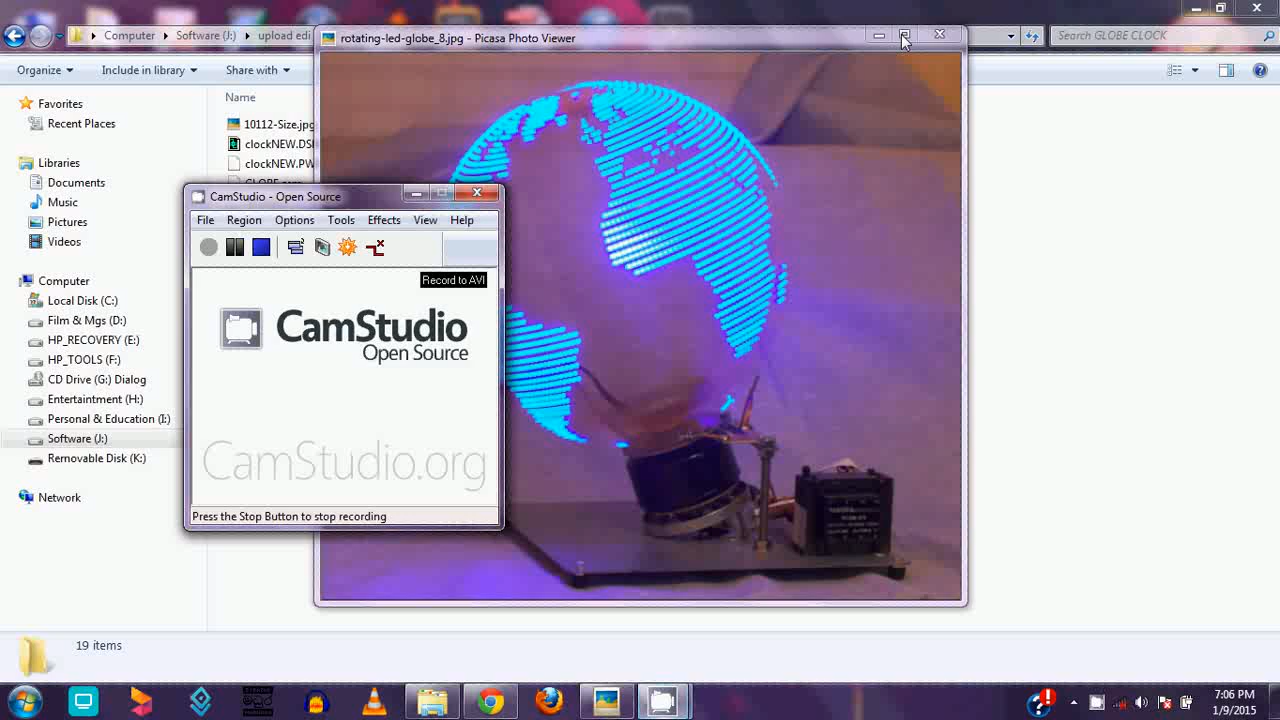 Computer ▸ Software (J:) ▸ upload edi
rotating-led-globe_8.jpg - Picasa Photo Viewer
Search GLOBE CLOCK
Organize
Include in library
Share with
Favorites
Recent Places
Libraries
Documents
Music
Pictures
Videos
Computer
Local Disk (C:)
Film & Mgs (D:)
HP_RECOVERY (E:)
HP_TOOLS (F:)
CD Drive (G:) Dialog
Entertaintment (H:)
Personal & Education (I:)
Software (J:)
Removable Disk (K:)
Network
Name
10112-Size.jpg
clockNEW.DS
clockNEW.PW
CamStudio - Open Source
File Region Options Tools Effects View Help
Record to AVI
CamStudio
Open Source
CamStudio.org
Press the Stop Button to stop recording
19 items
7:06 PM
1/9/2015